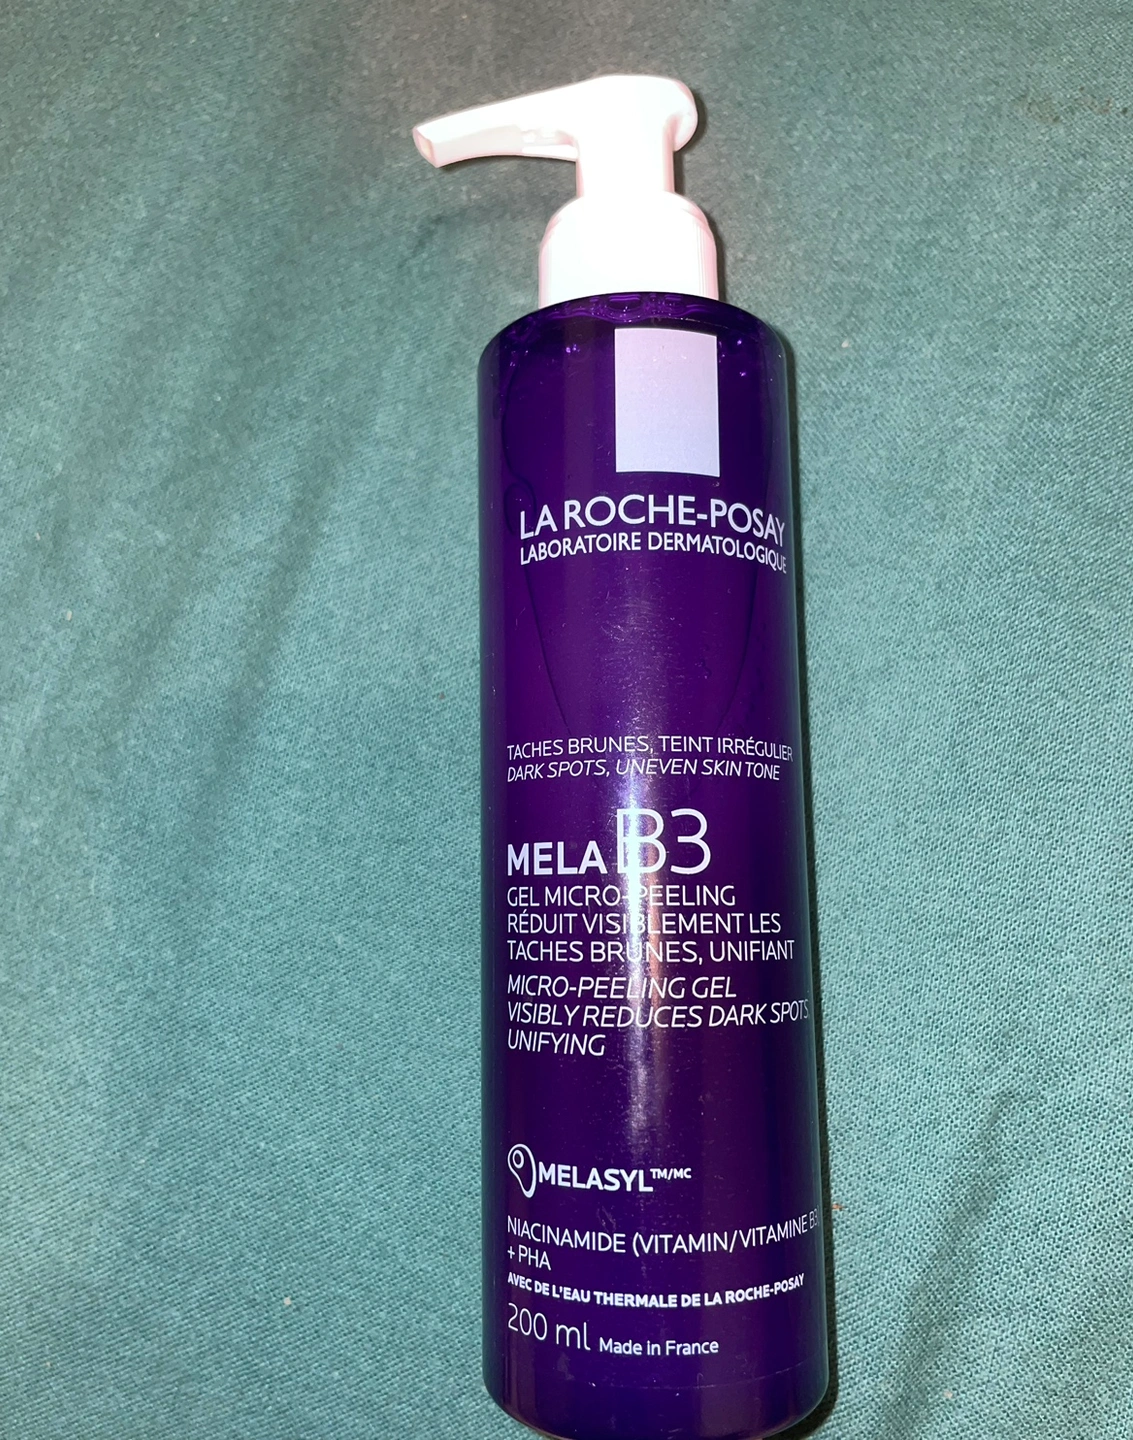 LA ROCHE-POSAY
LABORATOIRE DERMATOLOGIQUE
TACHES BRUNES, TEINT IRRÉGULIER
DARK SPOTS, UNEVEN SKIN TONE
MELA B3
GEL MICRO-PEELING
RÉDUIT VISIBLEMENT LES
TACHES BRUNES, UNIFIANT
MICRO-PEELING GEL
VISIBLY REDUCES DARK SPOTS
UNIFYING
MELASYL™/MC
NIACINAMIDE (VITAMIN/VITAMINE B3)
+ PHA
AVEC DE L'EAU THERMALE DE LA ROCHE-POSAY
200 ml Made in France